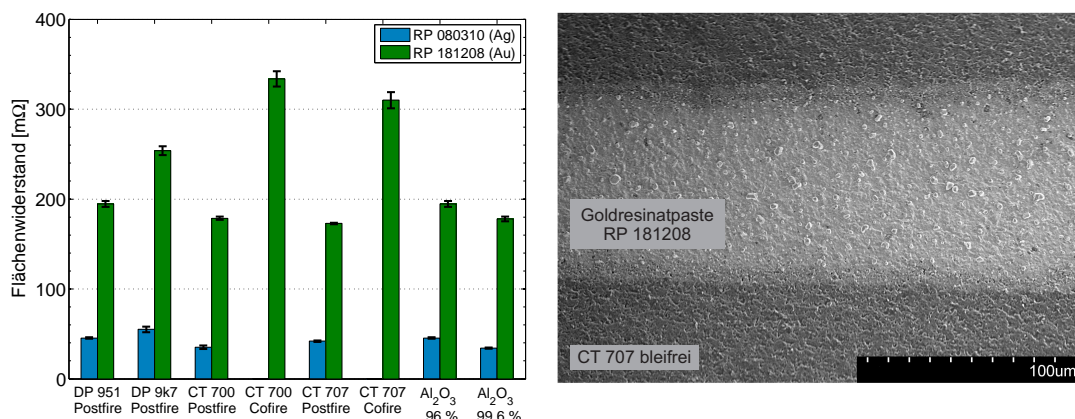 400
300
200
100
0
Flächenwiderstand [mΩ]
RP 080310 (Ag)
RP 181208 (Au)
DP 951 Postfire
DP 9k7 Postfire
CT 700 Postfire
CT 700 Cofire
CT 707 Postfire
CT 707 Cofire
Al₂O₃ 96 %
Al₂O₃ 99.6 %
Goldresinatpaste
RP 181208
CT 707 bleifrei
100um